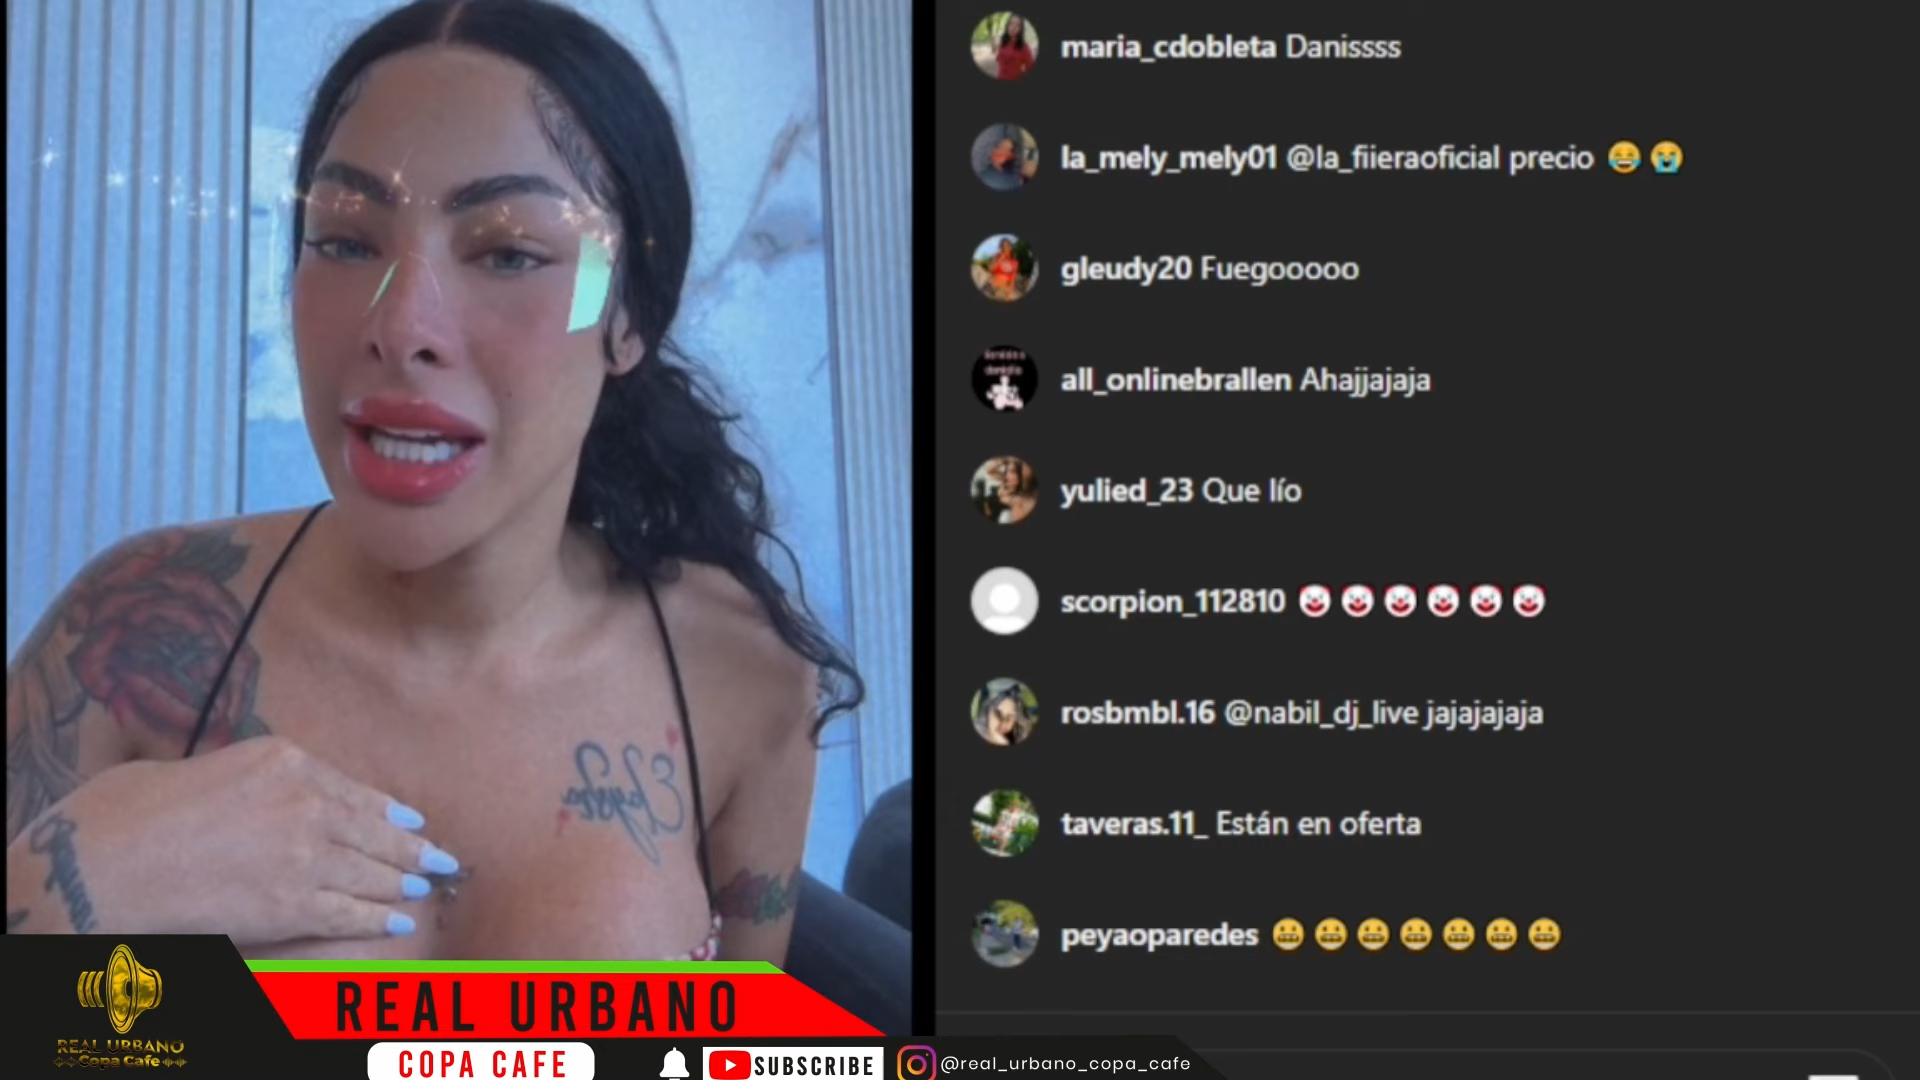 maria_cdobleta Danissss
la_mely_mely01 @la_fiieraoficial precio 😂 😭
gleudy20 Fuegooooo
all_onlinebrallen Ahajjajaja
yulied_23 Que lío
scorpion_112810 🤡 🤡 🤡 🤡 🤡 🤡
rosbmbl.16 @nabil_dj_live jajajajaja
taveras.11_ Están en oferta
peyaoparedes 😬 😬 😬 😬 😬 😬 😬
Elaysha
REAL URBANO
Copa Cafe
REAL URBANO
COPA CAFE
SUBSCRIBE
@real_urbano_copa_cafe